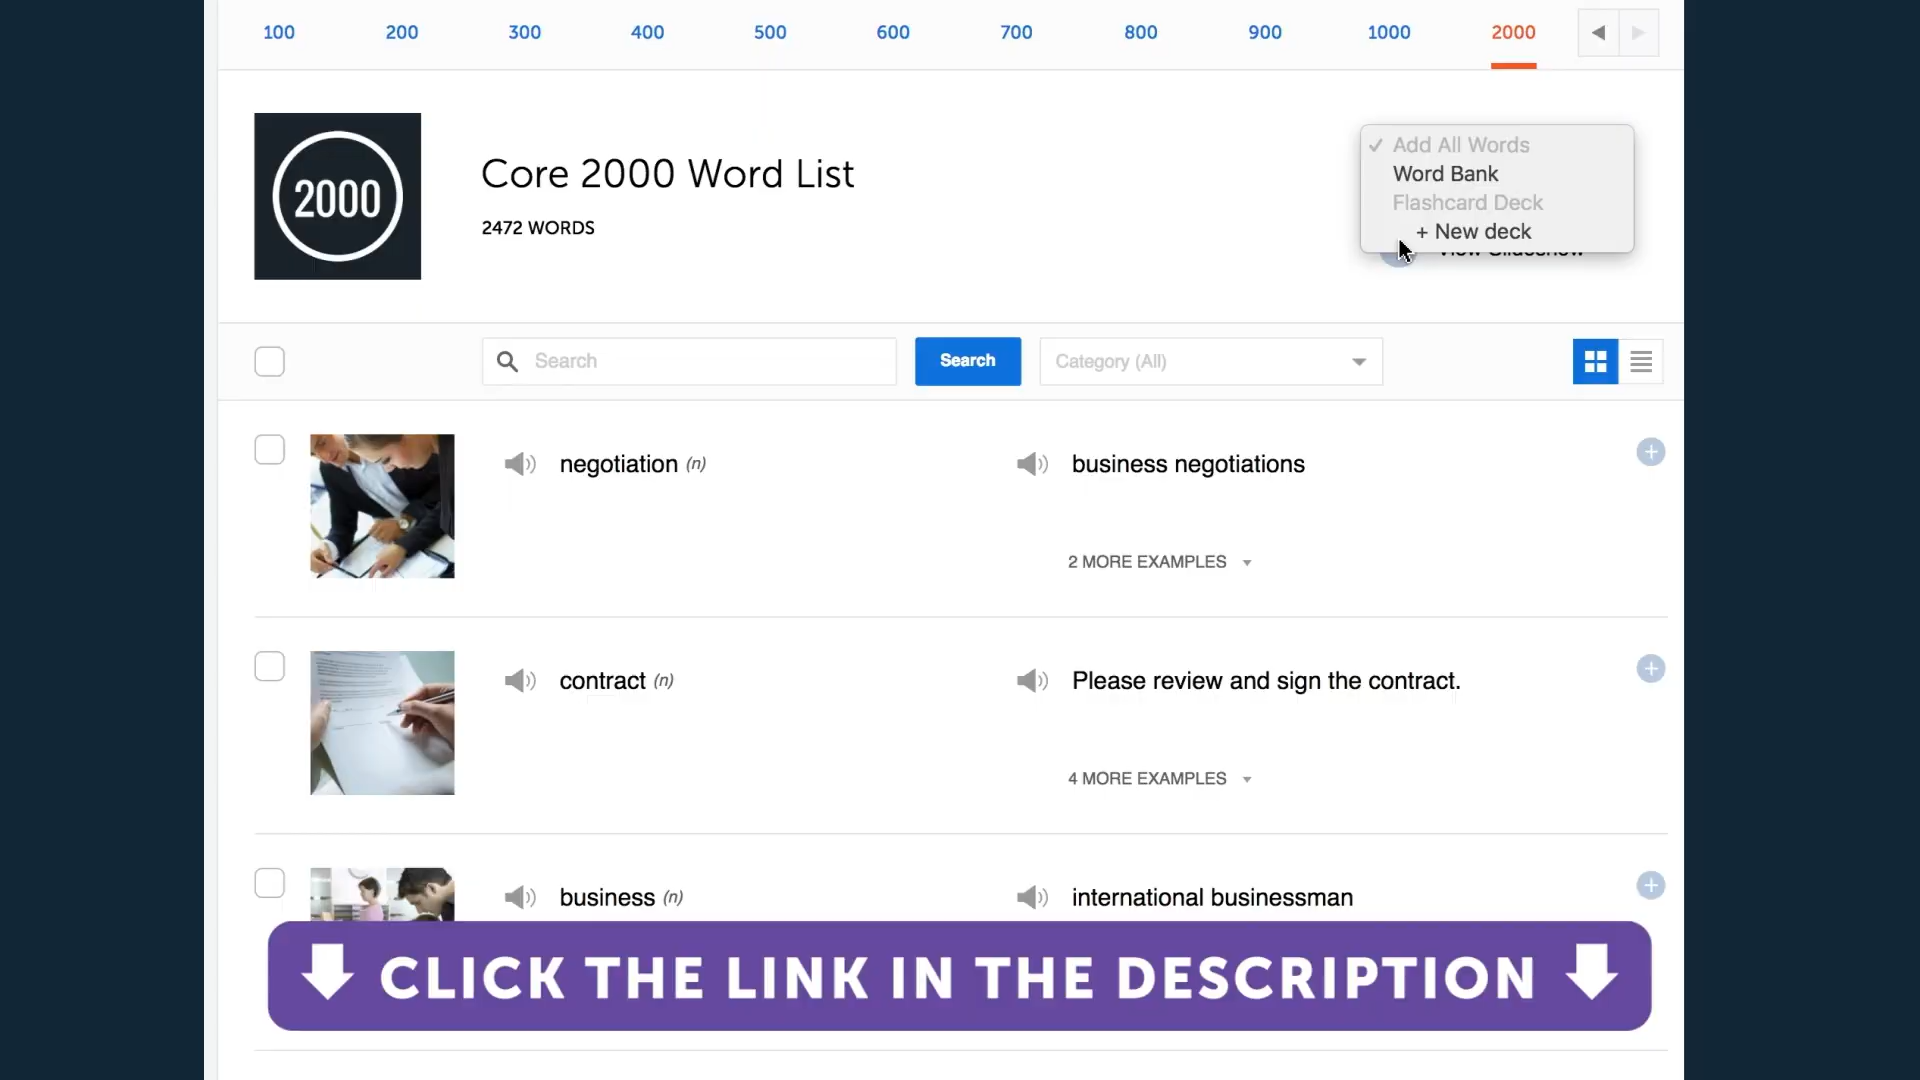 100 200 300 400 500 600 700 800 900 1000 2000
2000
Core 2000 Word List
2472 WORDS
Add All Words
Word Bank
Flashcard Deck
+ New deck
View Slideshow
Search
Search
Category (All)
negotiation (n)
business negotiations
2 MORE EXAMPLES
contract (n)
Please review and sign the contract.
4 MORE EXAMPLES
business (n)
international businessman
CLICK THE LINK IN THE DESCRIPTION